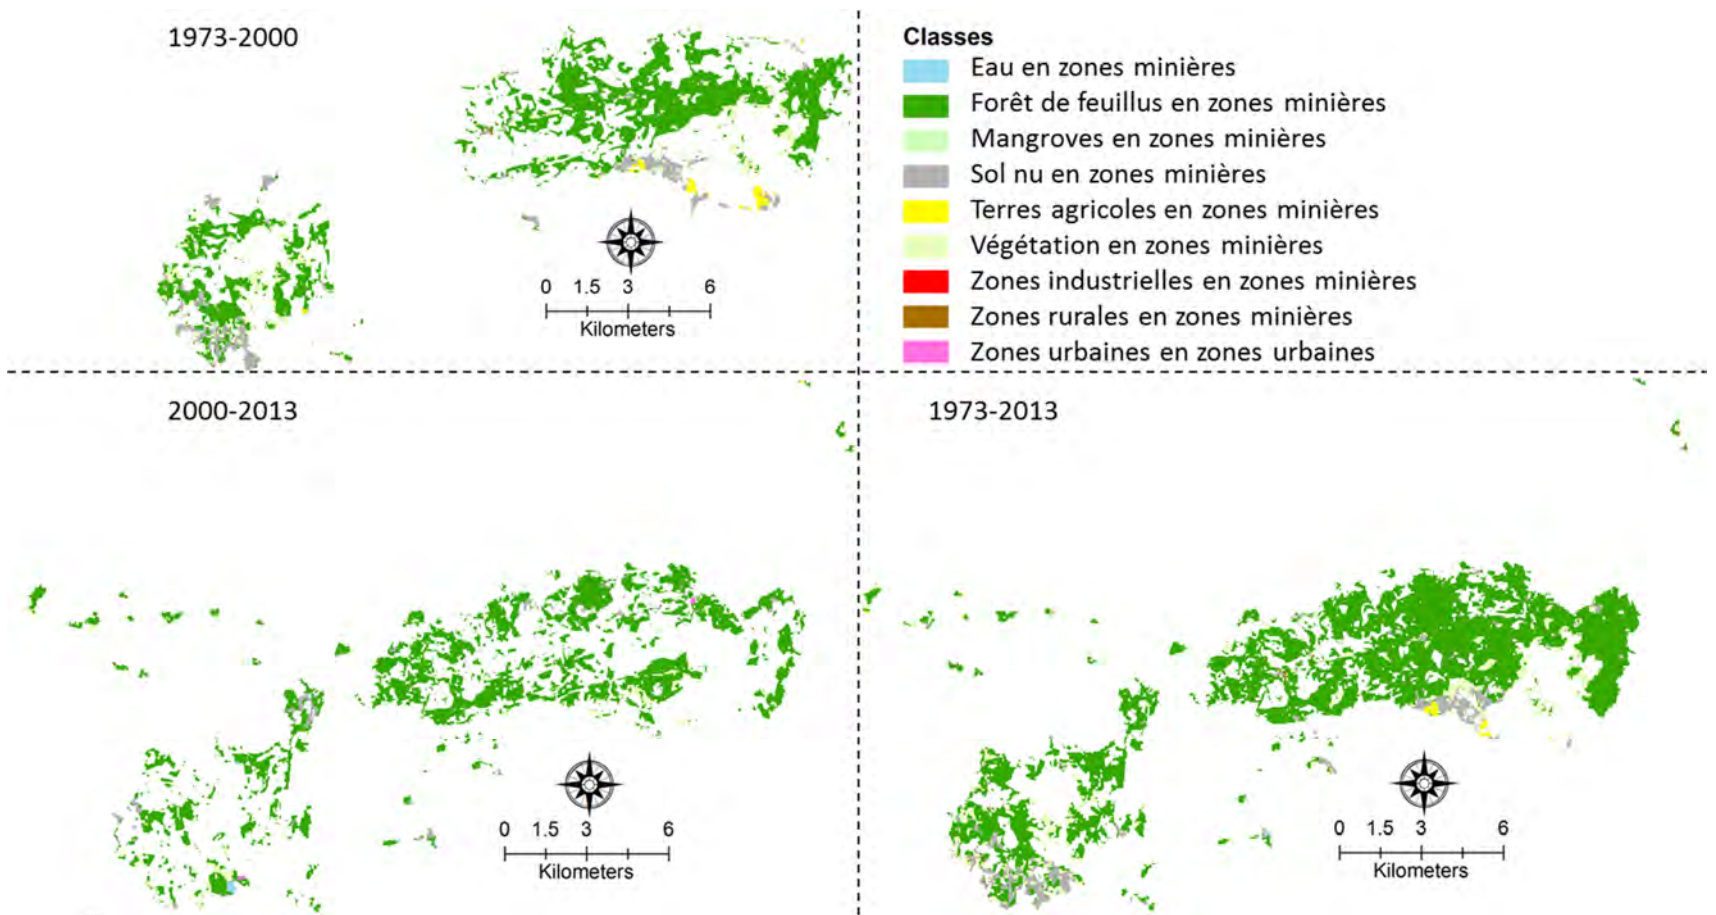 1973-2000
0 1.5 3 6
Kilometers
Classes
Eau en zones minières
Forêt de feuillus en zones minières
Mangroves en zones minières
Sol nu en zones minières
Terres agricoles en zones minières
Végétation en zones minières
Zones industrielles en zones minières
Zones rurales en zones minières
Zones urbaines en zones urbaines
2000-2013
0 1.5 3 6
Kilometers
1973-2013
0 1.5 3 6
Kilometers